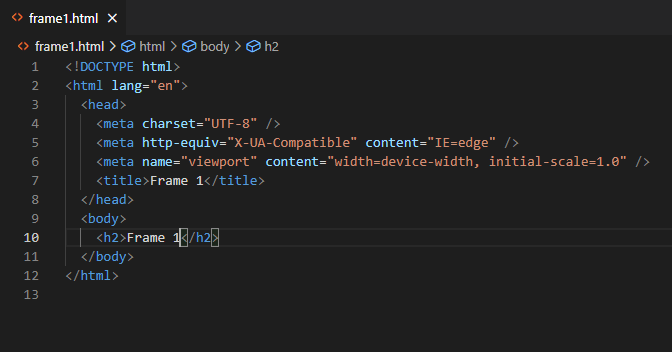 frame1.html
frame1.html > html > body > h2
1 <!DOCTYPE html>
2 <html lang="en">
3 <head>
4 <meta charset="UTF-8" />
5 <meta http-equiv="X-UA-Compatible" content="IE=edge" />
6 <meta name="viewport" content="width=device-width, initial-scale=1.0" />
7 <title>Frame 1</title>
8 </head>
9 <body>
10 <h2>Frame 1</h2>
11 </body>
12 </html>
13